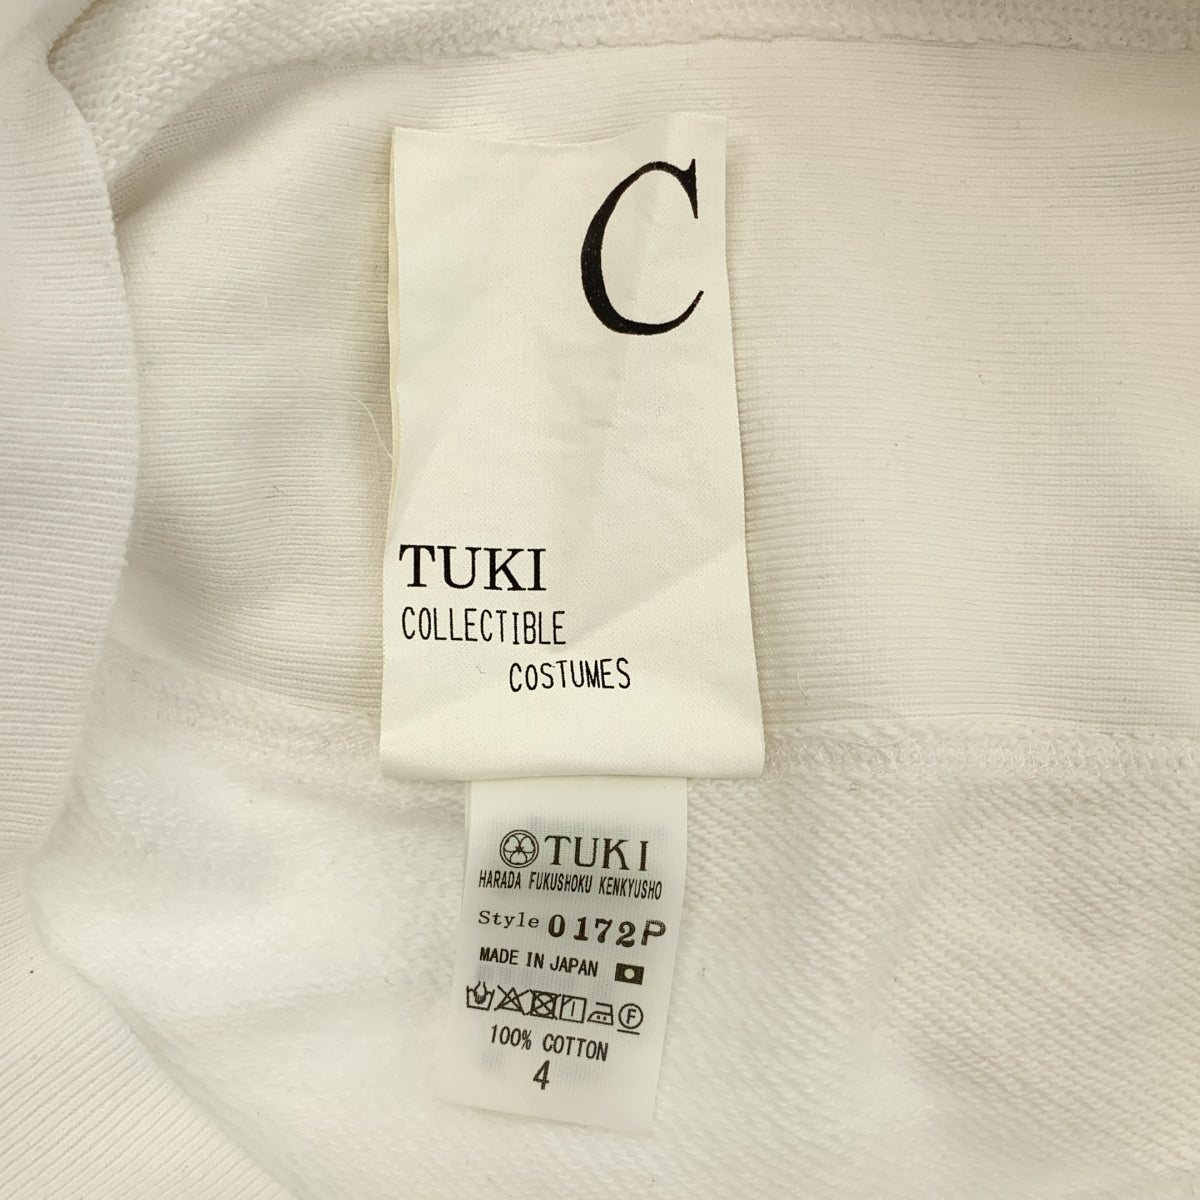 C
TUKI
COLLECTIBLE
COSTUMES
TUKI
HARADA FUKUSHOKU KENKYUSHO
Style 0172P
MADE IN JAPAN
F
100% COTTON
4